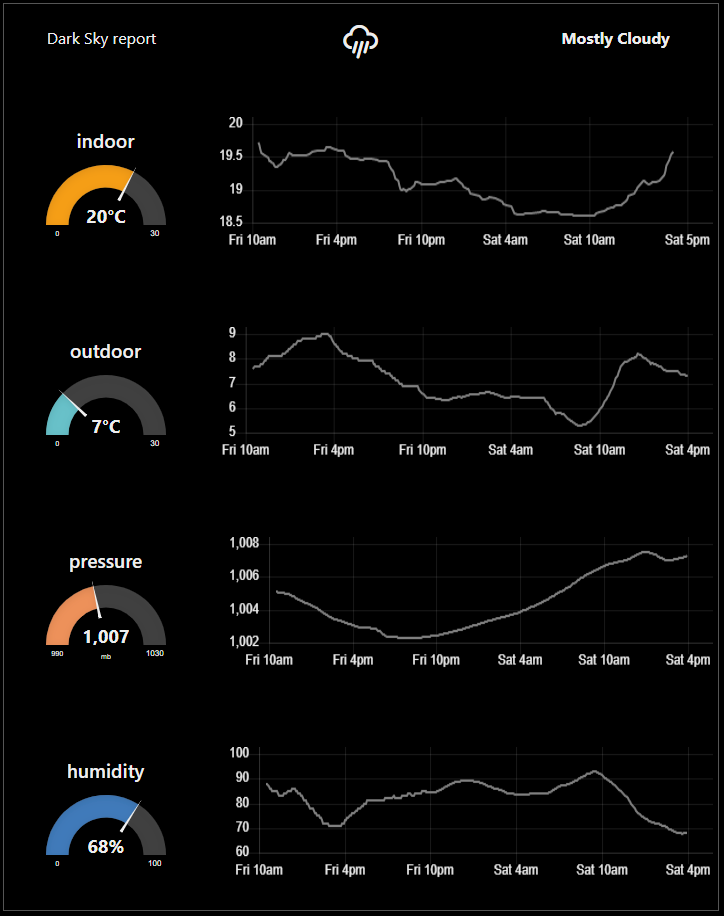 Dark Sky report
Mostly Cloudy
indoor
20°C
0 30
20
19.5
19
18.5
Fri 10am Fri 4pm Fri 10pm Sat 4am Sat 10am Sat 5pm
outdoor
7°C
0 30
9
8
7
6
5
Fri 10am Fri 4pm Fri 10pm Sat 4am Sat 10am Sat 4pm
pressure
1,007
990 mb 1030
1,008
1,006
1,004
1,002
Fri 10am Fri 4pm Fri 10pm Sat 4am Sat 10am Sat 4pm
humidity
68%
0 100
100
90
80
70
60
Fri 10am Fri 4pm Fri 10pm Sat 4am Sat 10am Sat 4pm